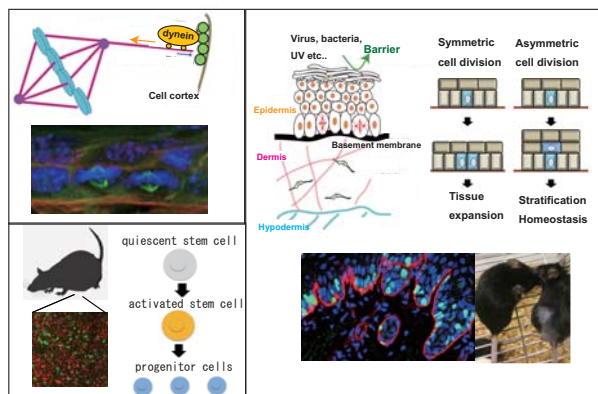 dynein
Cell cortex
Virus, bacteria,
UV etc..
Barrier
Epidermis
Basement membrane
Dermis
Hypodermis
Symmetric
cell division
Asymmetric
cell division
Tissue
expansion
Stratification
Homeostasis
quiescent stem cell
activated stem cell
progenitor cells